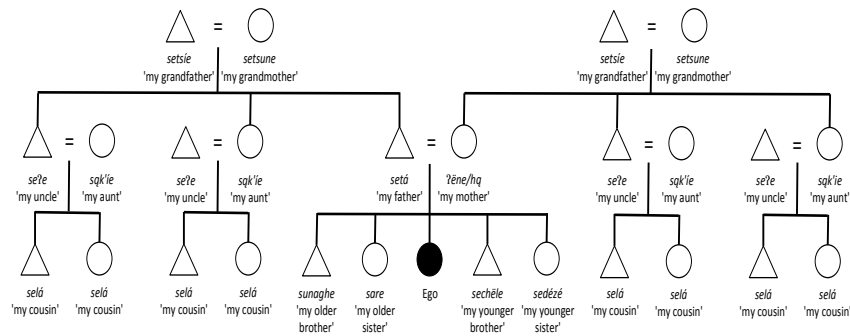 = =
setsíe setsune setsíe setsune
'my grandfather' 'my grandmother' 'my grandfather' 'my grandmother'
= = = = =
seʔe sąk'íe seʔe sąk'íe setá ʔëne/hą seʔe sąk'íe seʔe sąk'íe
'my uncle' 'my aunt' 'my uncle' 'my aunt' 'my father' 'my mother' 'my uncle' 'my aunt' 'my uncle' 'my aunt'
selá selá selá selá sunaghe sare Ego sechële sedézé selá selá selá selá
'my cousin' 'my cousin' 'my cousin' 'my cousin' 'my older 'my older 'my younger 'my younger 'my cousin' 'my cousin' 'my cousin' 'my cousin'
brother' sister' brother' sister'